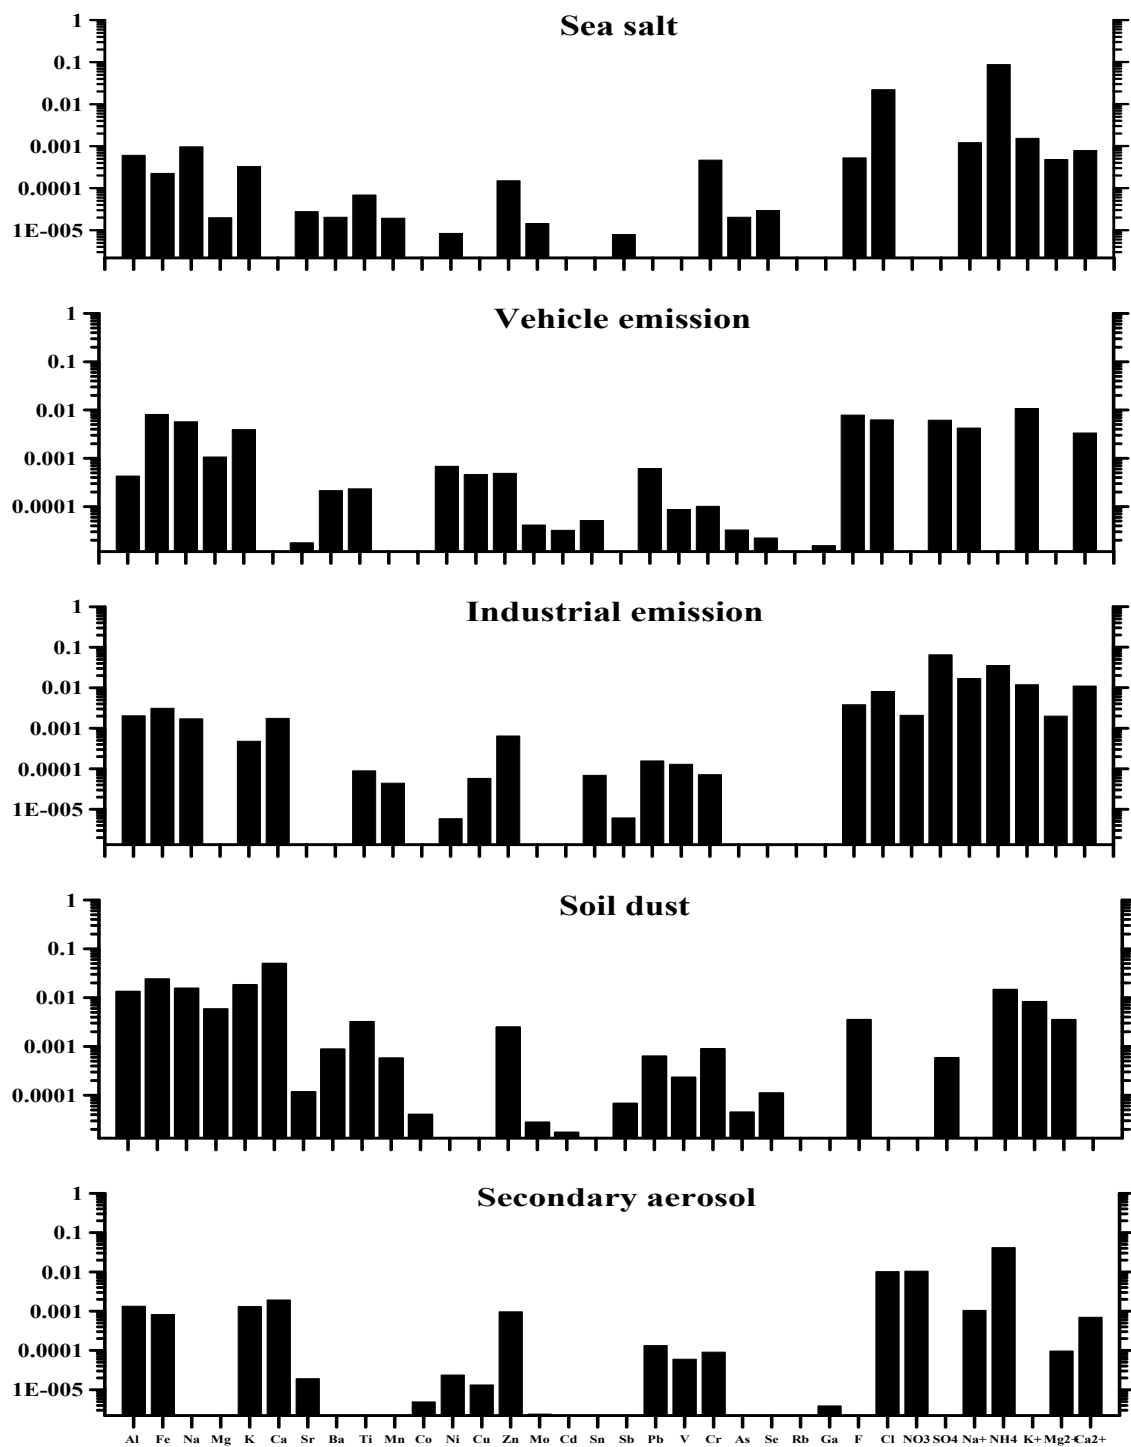 Sea salt
1
0.1
0.01
0.001
0.0001
1E-005
Vehicle emission
1
0.1
0.01
0.001
0.0001
Industrial emission
1
0.1
0.01
0.001
0.0001
1E-005
Soil dust
1
0.1
0.01
0.001
0.0001
Secondary aerosol
1
0.1
0.01
0.001
0.0001
1E-005
Al Fe Na Mg K Ca Sr Ba Ti Mn Co Ni Cu Zn Mo Cd Sn Sb Pb V Cr As Se Rb Ga F Cl NO3 SO4 Na+ NH4 K+ Mg2+ Ca2+